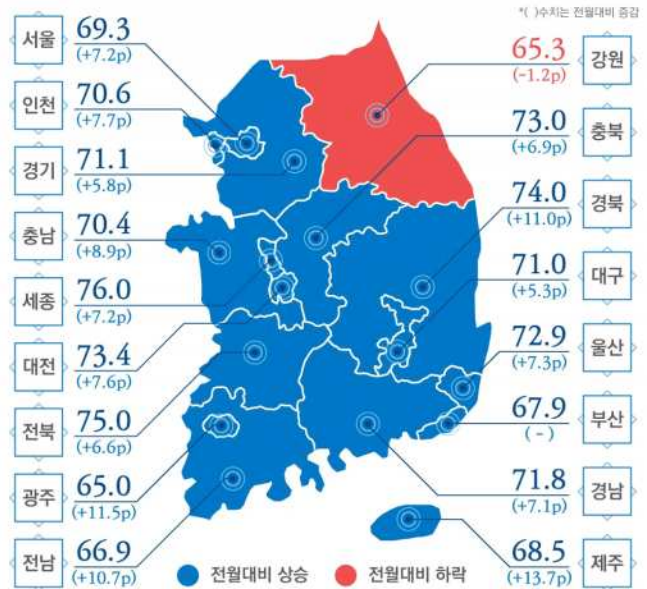 *( )수치는 전월대비 증감
서울 69.3
(+7.2p)
인천 70.6
(+7.7p)
경기 71.1
(+5.8p)
충남 70.4
(+8.9p)
세종 76.0
(+7.2p)
대전 73.4
(+7.6p)
전북 75.0
(+6.6p)
광주 65.0
(+11.5p)
전남 66.9
(+10.7p)
65.3 강원
(-1.2p)
73.0 충북
(+6.9p)
74.0 경북
(+11.0p)
71.0 대구
(+5.3p)
72.9 울산
(+7.3p)
67.9 부산
(-)
71.8 경남
(+7.1p)
68.5 제주
(+13.7p)
전월대비 상승 전월대비 하락